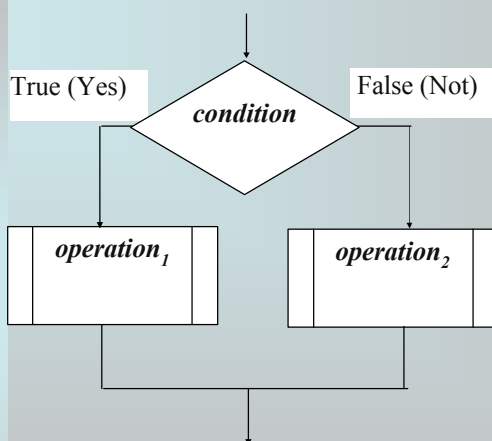 True (Yes)
False (Not)
condition
operation₁
operation₂